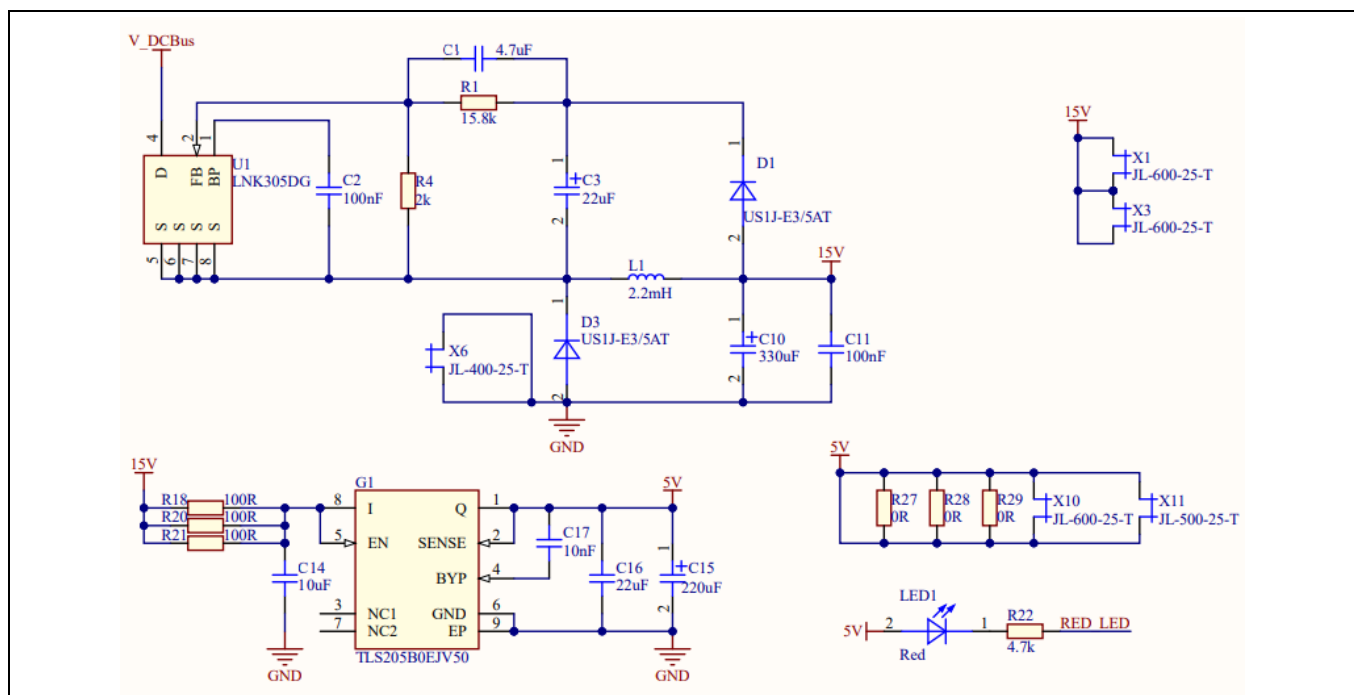 V_DCBus
C1 4.7uF
R1
15.8k
4
2
1
D
FB
BP
U1
LNK305DG
C2
100nF
R4
2k
1
C3
22uF
2
1
D1
US1J-E3/5AT
2
S
S
S
S
5
6
7
8
L1
2.2mH
15V
1
D3
US1J-E3/5AT
2
X6
JL-400-25-T
1
C10
330uF
2
C11
100nF
GND
15V
X1
JL-600-25-T
X3
JL-600-25-T
15V
R18 100R
R20 100R
R21 100R
C14
10uF
GND
G1
8 I Q 1
5 EN SENSE 2
BYP 4
3 NC1 GND 6
7 NC2 EP 9
TLS205B0EJV50
C17
10nF
C16
22uF
5V
1
C15
220uF
2
GND
5V
R27
0R
R28
0R
R29
0R
X10
JL-600-25-T
X11
JL-500-25-T
LED1
5V 2 1 R22 RED_LED
Red 4.7k